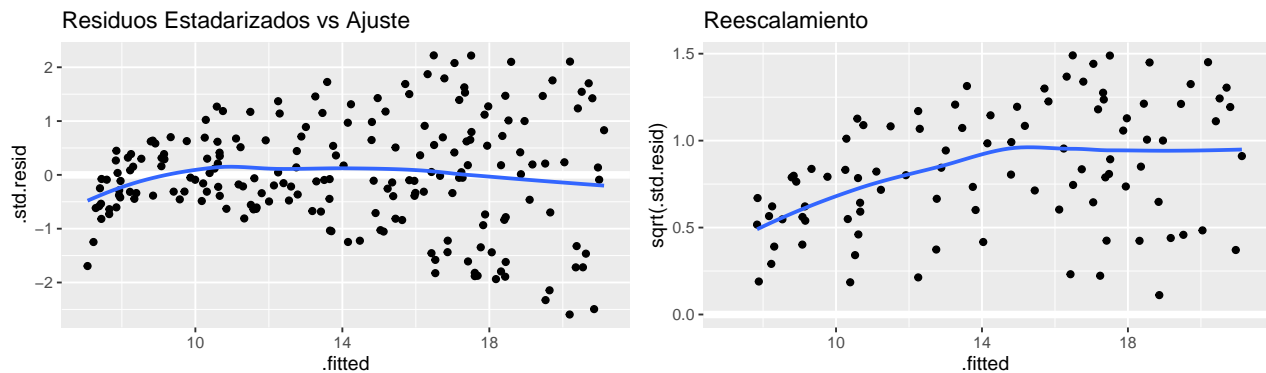 Residuos Estadarizados vs Ajuste
.std.resid
2
1
0
−1
−2
10
14
18
.fitted
Reescalamiento
sqrt(.std.resid)
1.5
1.0
0.5
0.0
10
14
18
.fitted